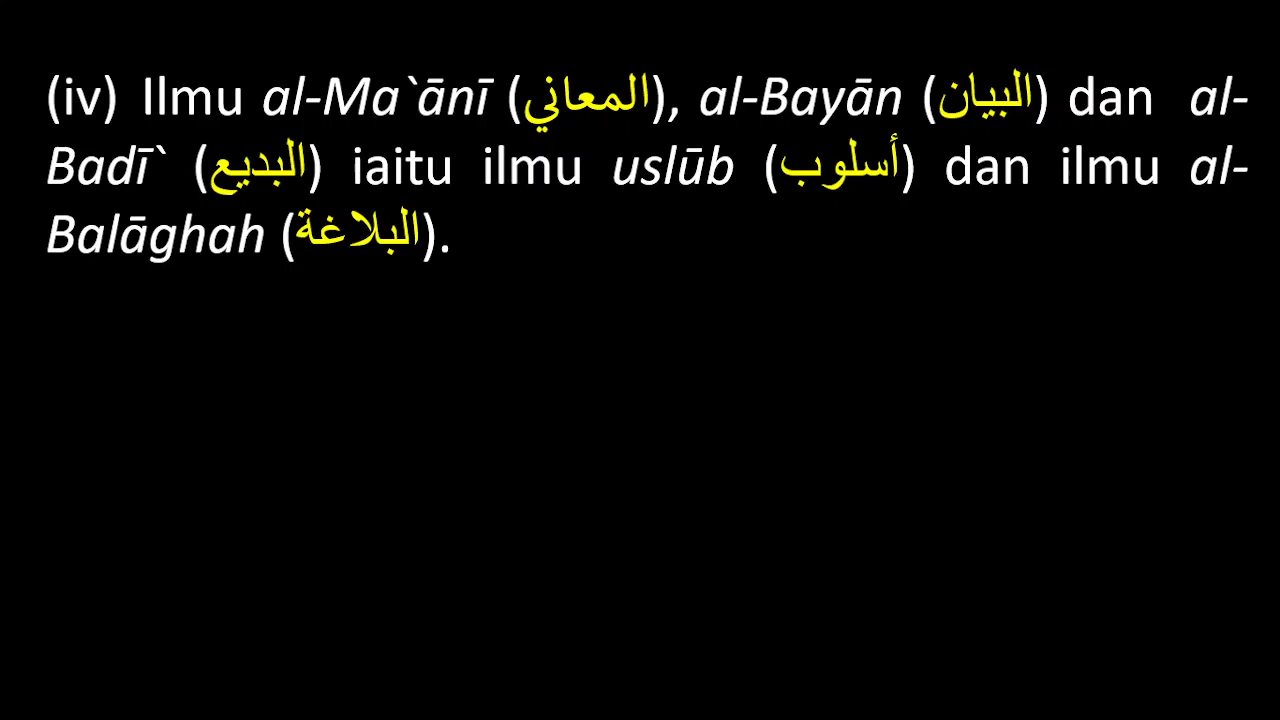 (iv) Ilmu al-Ma`ānī (المعاني), al-Bayān (البيان) dan al-
Badī` (البديع) iaitu ilmu uslūb (أسلوب) dan ilmu al-
Balāghah (البلاغة).